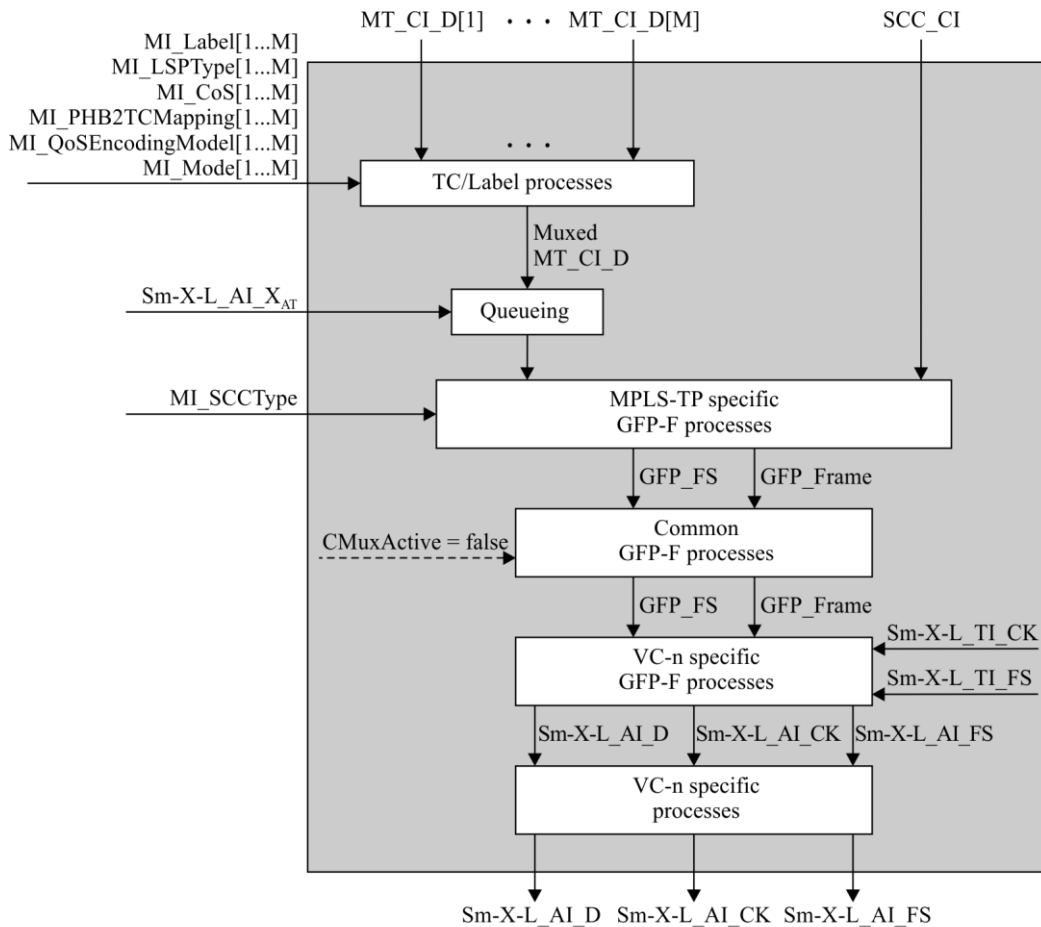 MT_CI_D[1] · · · MT_CI_D[M] SCC_CI
MI_Label[1...M]
MI_LSPType[1...M]
MI_CoS[1...M]
MI_PHB2TCMapping[1...M]
MI_QoSEncodingModel[1...M]
MI_Mode[1...M]
· · ·
TC/Label processes
Muxed
MT_CI_D
Sm-X-L_AI_X_AT
Queueing
MI_SCCType
MPLS-TP specific
GFP-F processes
GFP_FS GFP_Frame
CMuxActive = false
Common
GFP-F processes
GFP_FS GFP_Frame
Sm-X-L_TI_CK
VC-n specific
GFP-F processes
Sm-X-L_TI_FS
Sm-X-L_AI_D Sm-X-L_AI_CK Sm-X-L_AI_FS
VC-n specific
processes
Sm-X-L_AI_D Sm-X-L_AI_CK Sm-X-L_AI_FS